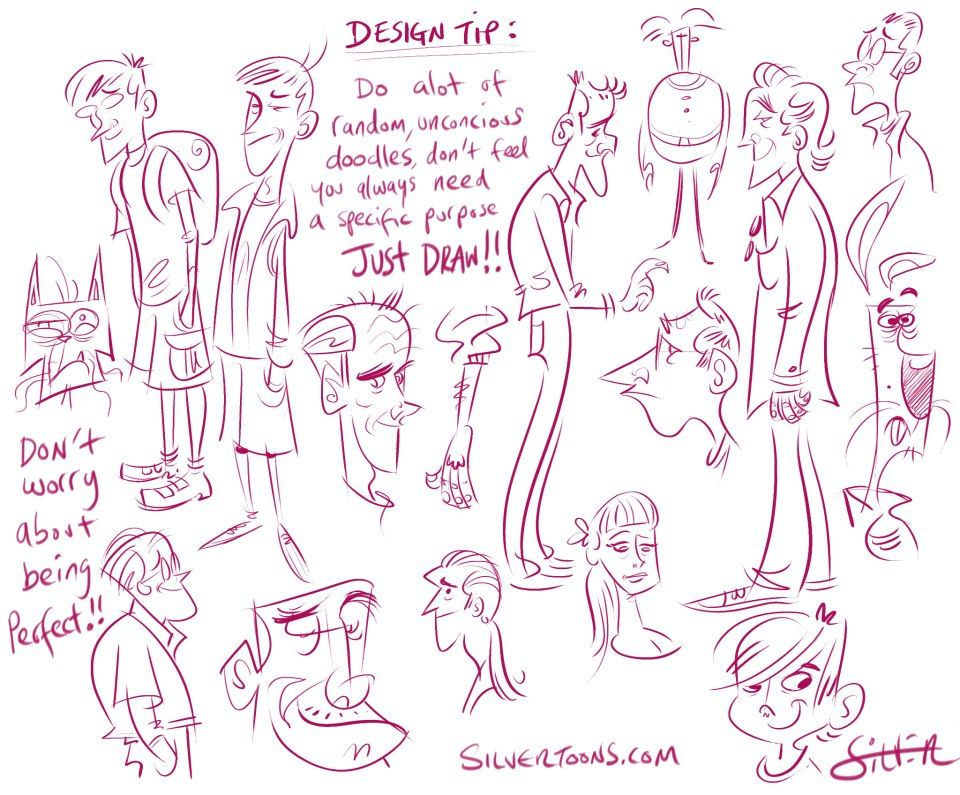 DESIGN TIP:
Do alot of
random, unconcious
doodles, don't feel
you always need
a specific purpose
JUST DRAW!!
DON'T
worry
about
being
Perfect!!
SILVERTOONS.COM